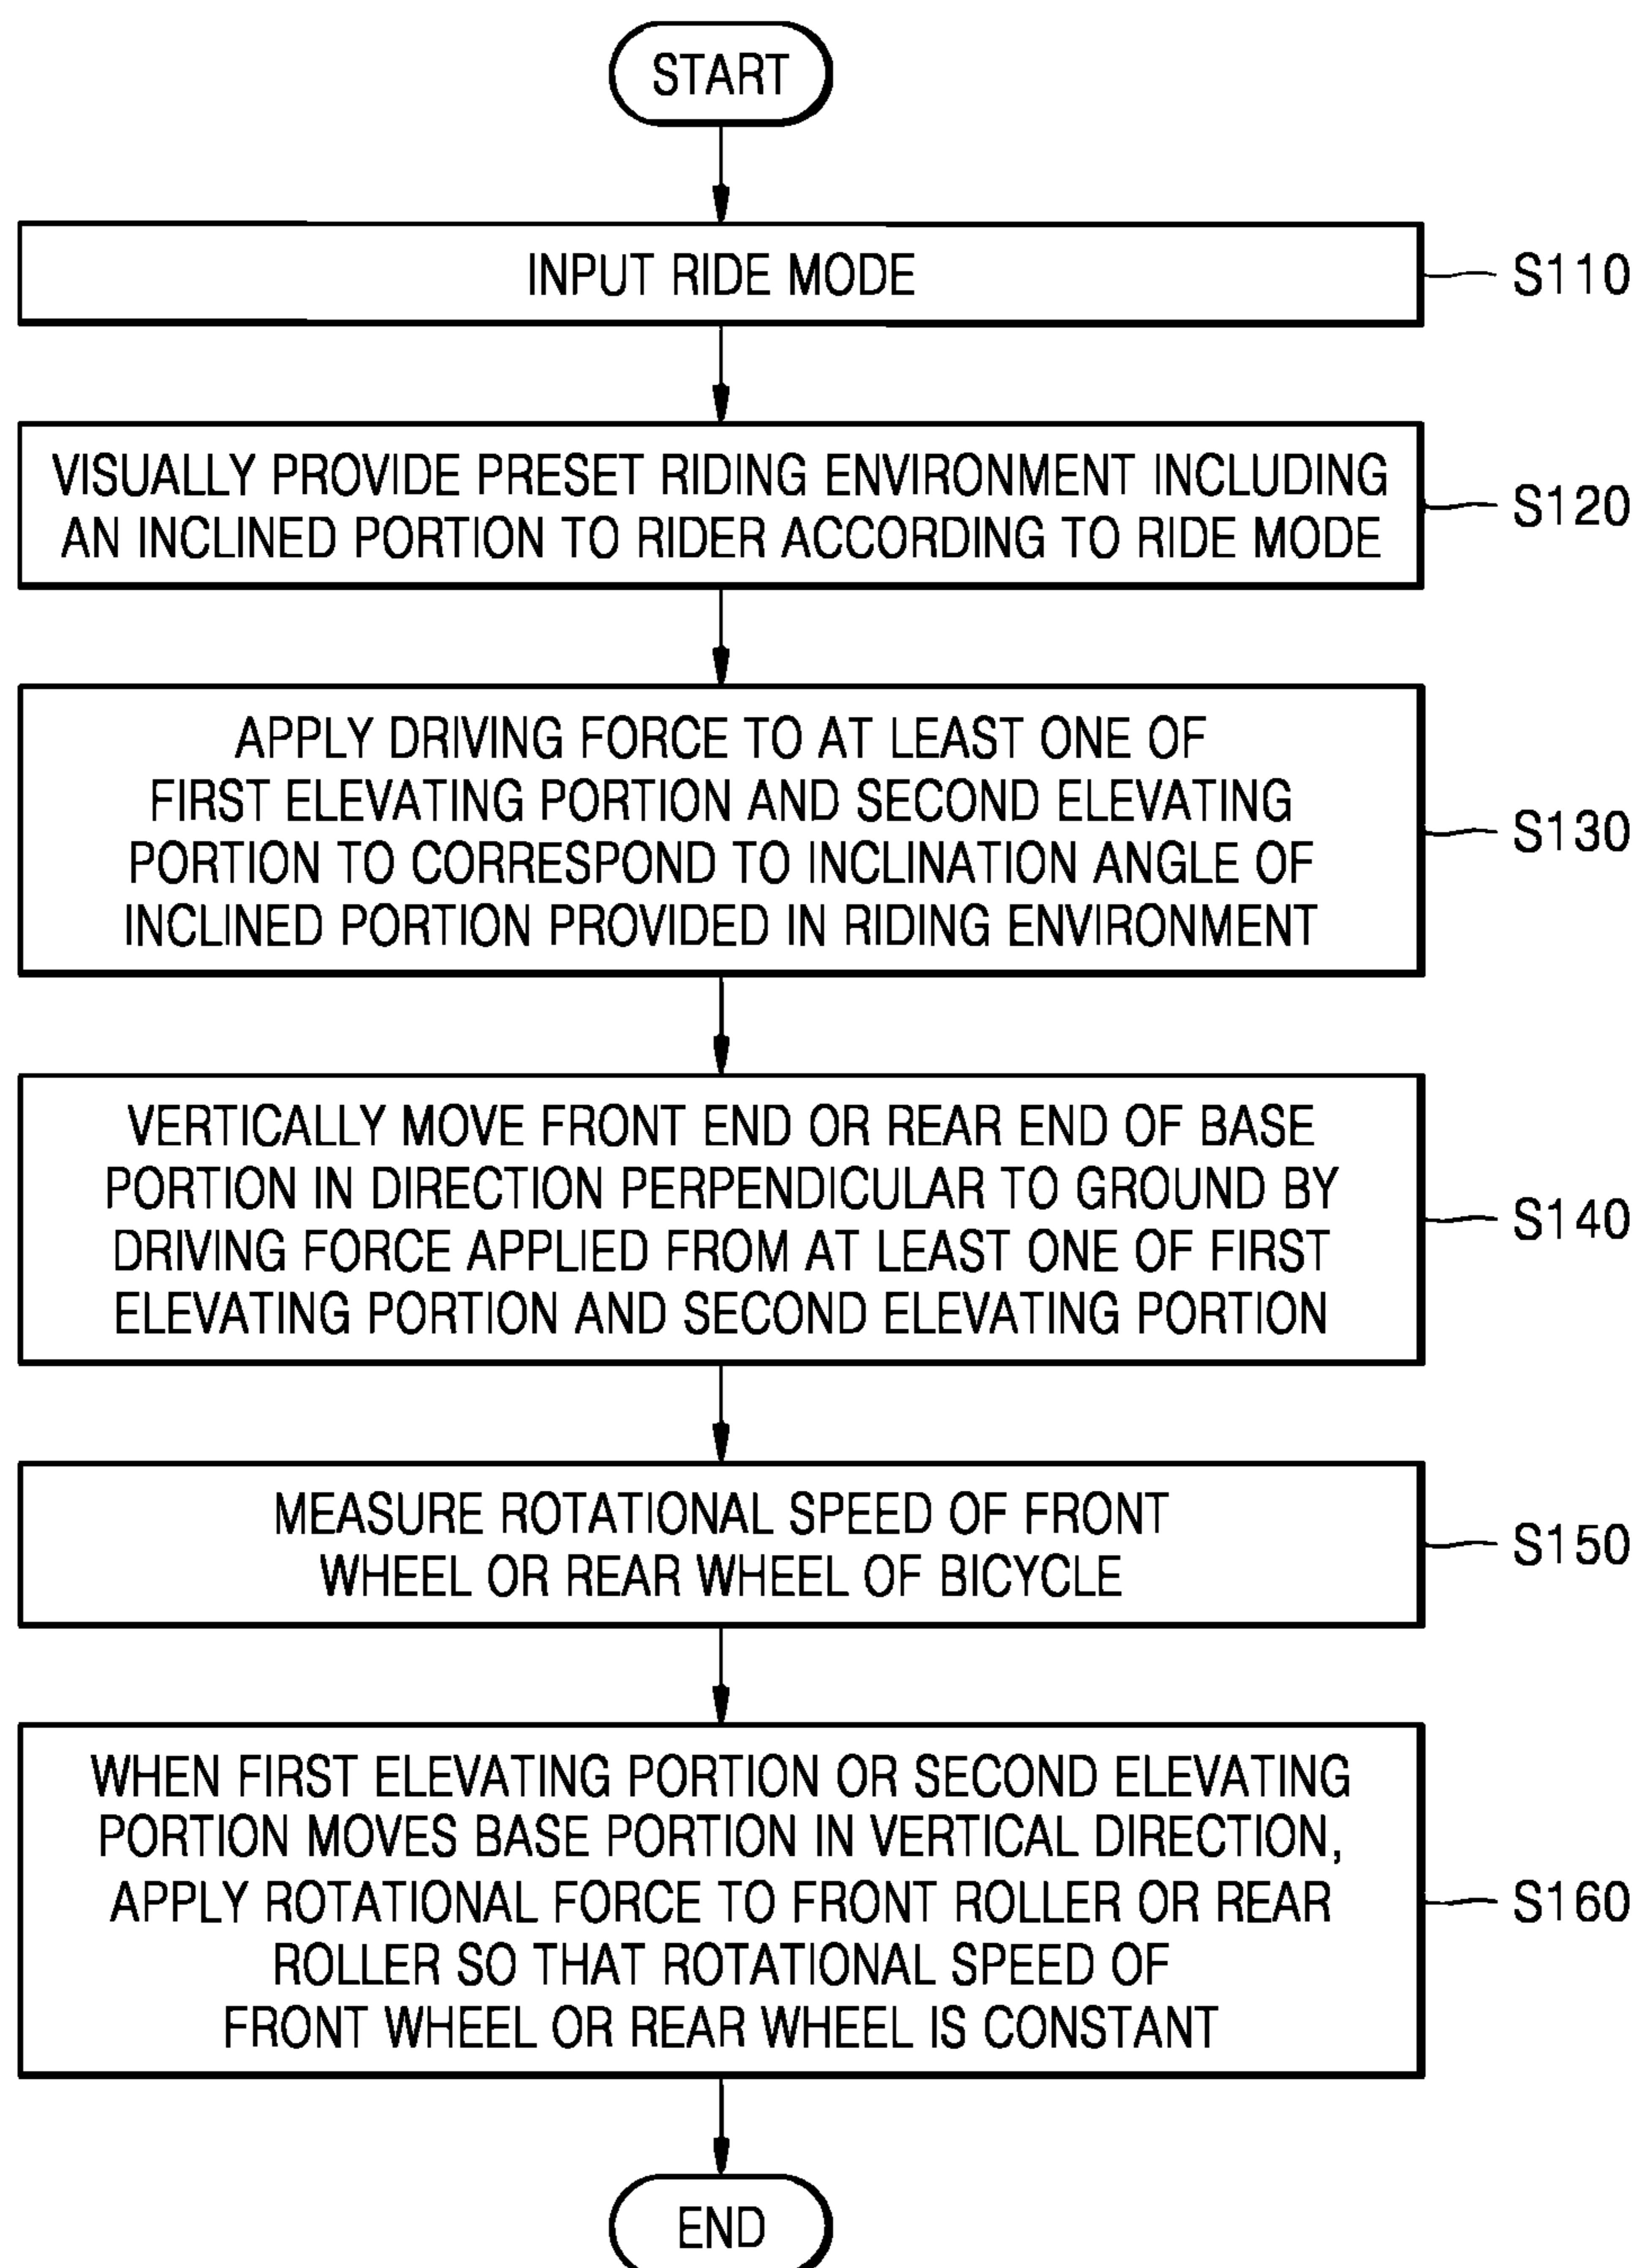 START
INPUT RIDE MODE
S110
VISUALLY PROVIDE PRESET RIDING ENVIRONMENT INCLUDING
AN INCLINED PORTION TO RIDER ACCORDING TO RIDE MODE
S120
APPLY DRIVING FORCE TO AT LEAST ONE OF
FIRST ELEVATING PORTION AND SECOND ELEVATING
PORTION TO CORRESPOND TO INCLINATION ANGLE OF
INCLINED PORTION PROVIDED IN RIDING ENVIRONMENT
S130
VERTICALLY MOVE FRONT END OR REAR END OF BASE
PORTION IN DIRECTION PERPENDICULAR TO GROUND BY
DRIVING FORCE APPLIED FROM AT LEAST ONE OF FIRST
ELEVATING PORTION AND SECOND ELEVATING PORTION
S140
MEASURE ROTATIONAL SPEED OF FRONT
WHEEL OR REAR WHEEL OF BICYCLE
S150
WHEN FIRST ELEVATING PORTION OR SECOND ELEVATING
PORTION MOVES BASE PORTION IN VERTICAL DIRECTION,
APPLY ROTATIONAL FORCE TO FRONT ROLLER OR REAR
ROLLER SO THAT ROTATIONAL SPEED OF
FRONT WHEEL OR REAR WHEEL IS CONSTANT
S160
END